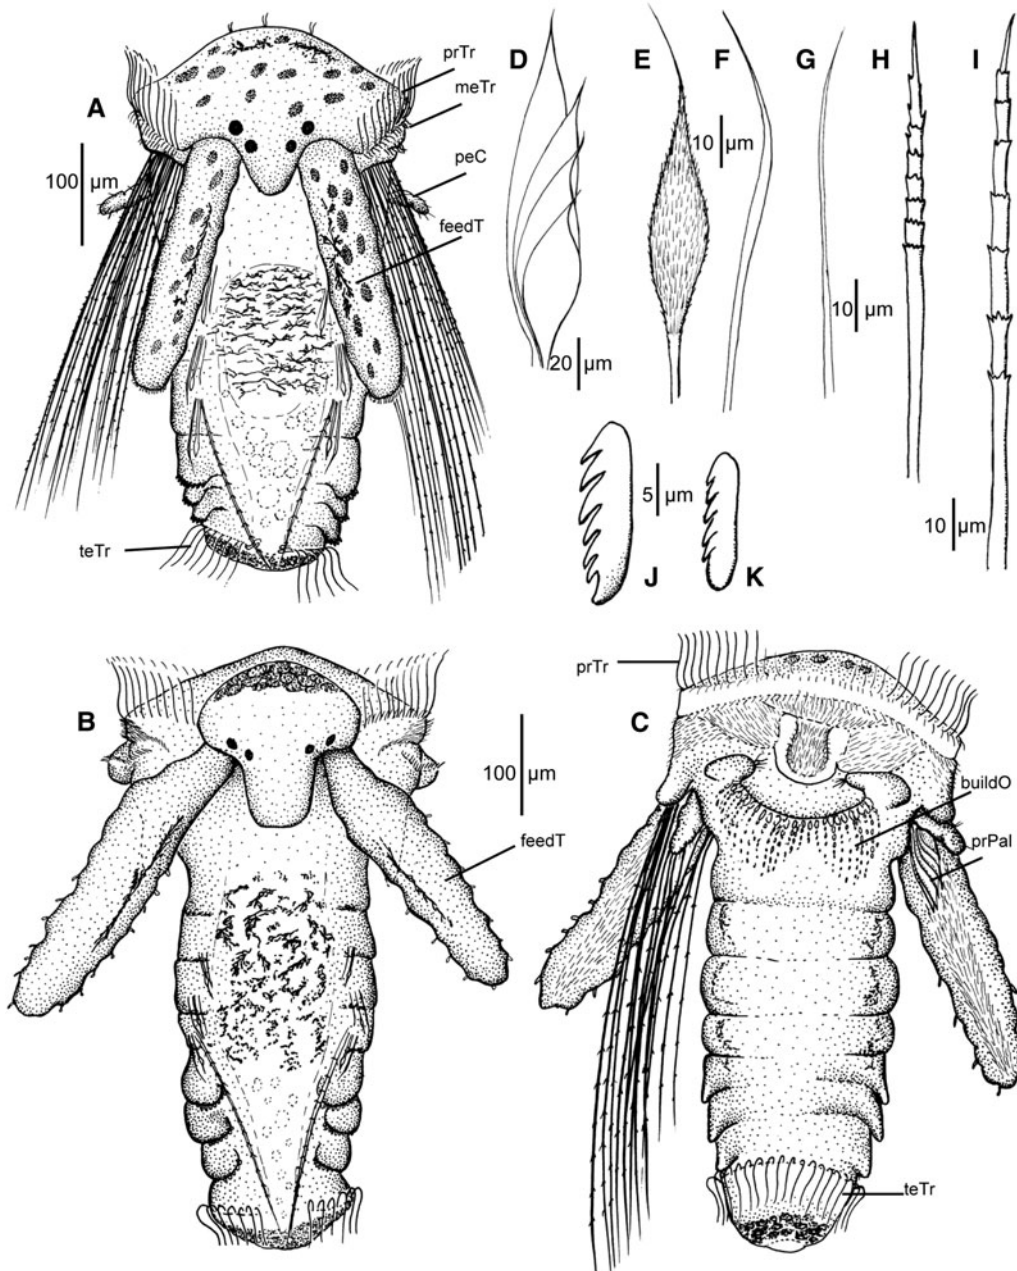 A
prTr
meTr
peC
feedT
100 µm
teTr
D
20 µm
E
F
10 µm
G
10 µm
H
I
10 µm
J
5 µm
K
B
100 µm
feedT
C
prTr
buildO
prPal
teTr